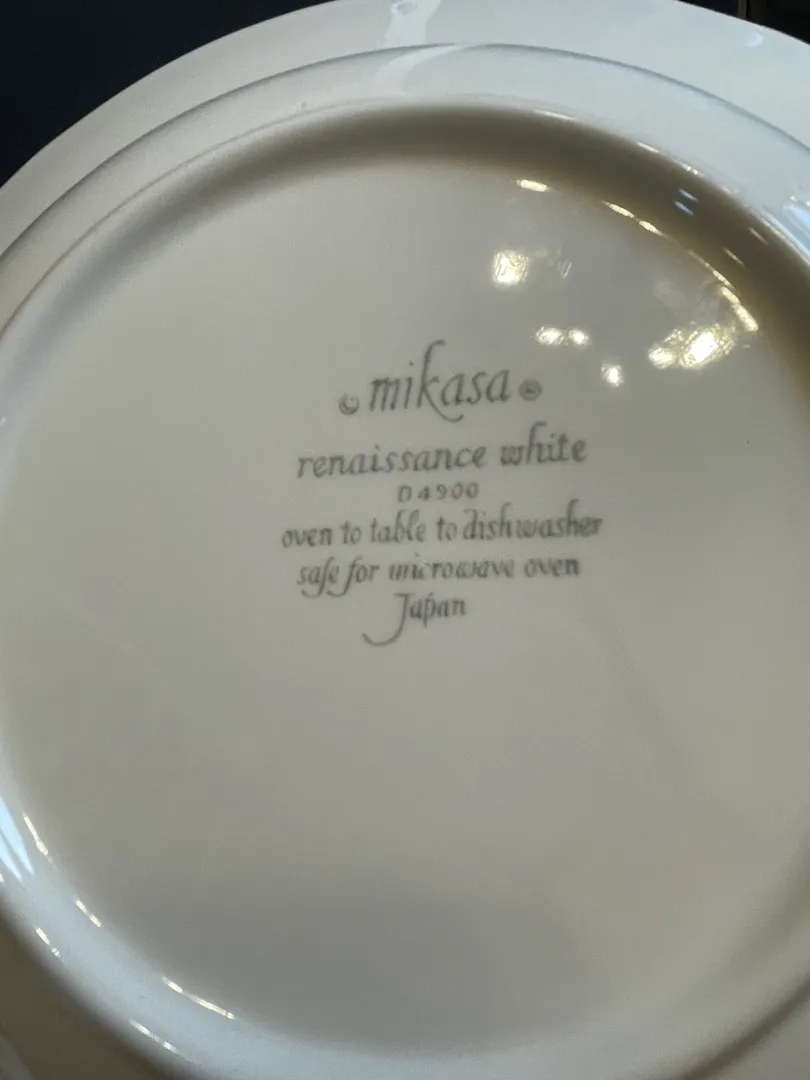 © mikasa ®
renaissance white
D4900
oven to table to dishwasher
safe for microwave oven
Japan